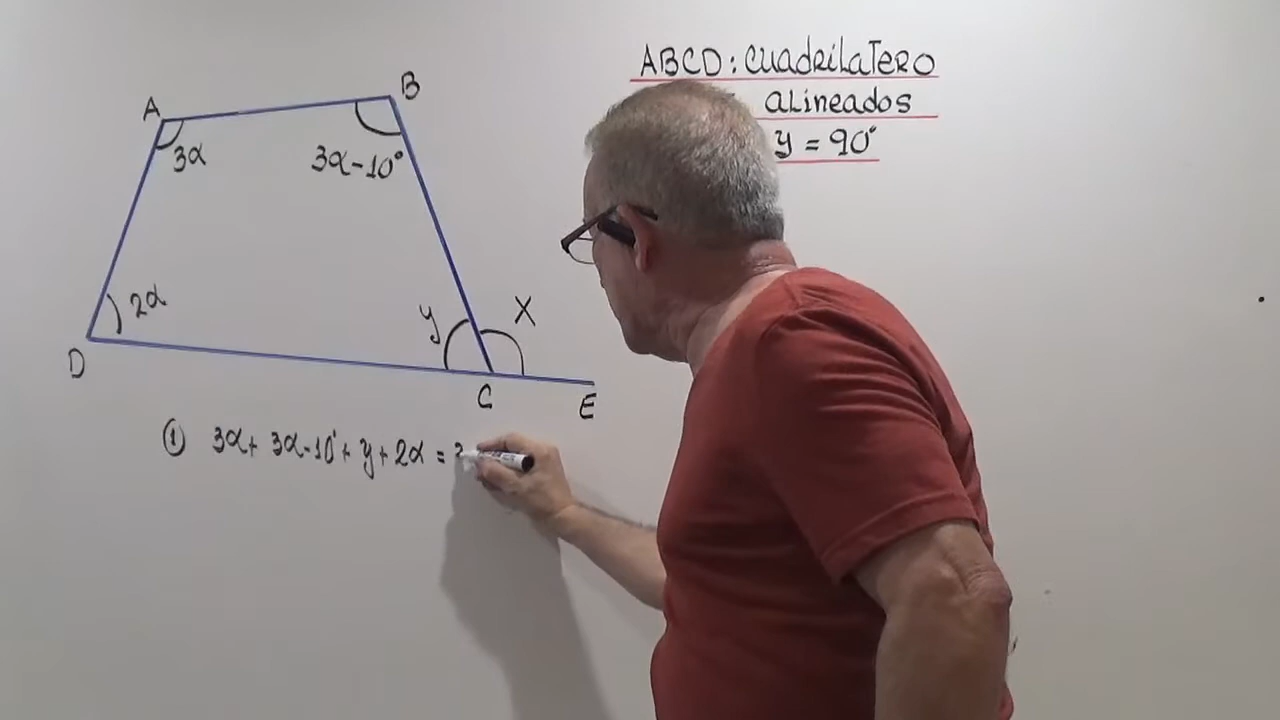 ABCD: CUADRILATERO
ALINEADOS
y = 90°
A
B
3α
3α-10°
2α
y
X
D
C
E
① 3α+ 3α-10°+ y+2α =